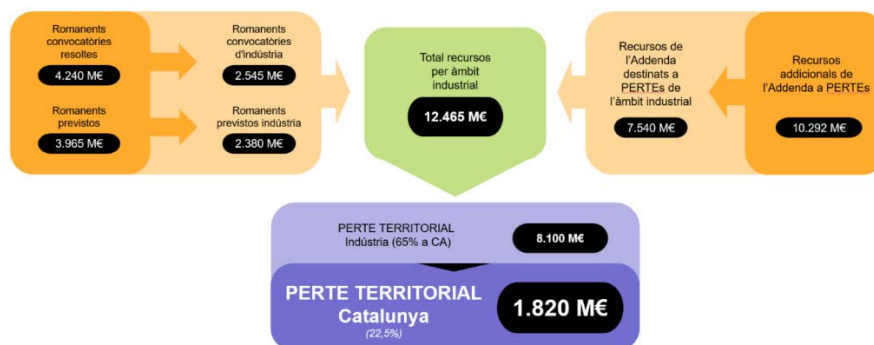 Romanents
convocatòries
resoltes
4.240 M€
Romanents
convocatòries
d'indústria
2.545 M€
Romanents
previstos
3.965 M€
Romanents
previstos indústria
2.380 M€
Total recursos
per àmbit
industrial
12.465 M€
Recursos de
l'Addenda
destinats a
PERTEs de
l'àmbit industrial
7.540 M€
Recursos
addicionals de
l'Addenda a PERTEs
10.292 M€
PERTE TERRITORIAL
Indústria (65% a CA)
8.100 M€
PERTE TERRITORIAL
Catalunya
(22,5%)
1.820 M€